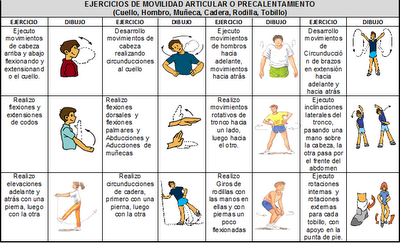 EJERCICIOS DE MOVILIDAD ARTICULAR O PRECALENTAMIENTO
(Cuello, Hombro, Muñeca, Cadera, Rodilla, Tobillo)
EJERCICIO DIBUJO EJERCICIO DIBUJO EJERCICIO DIBUJO EJERCICIO DIBUJO
Ejecuto
movimientos
de cabeza
arriba y abajo
flexionando y
extensionand
o el cuello.
Desarrollo
movimientos
de cabeza
realizando
circunducciones
al cuello
Ejecuto
movimientos
de hombros
hacia
adelante,
movimientos
hacia atrás
Desarrollo
movimientos
de
Circunducció
n de brazos
en extensión
hacia
adelante y
hacia atrás
Realizo
flexiones y
extensiones
de codos
Realizo
flexiones
dorsales y
flexiones
palmares y
Abducciones
y Aducciones
de muñecas
Realizo
movimientos
rotativos de
tronco hacia
un lado,
luego hacia el
otro.
Ejecuto
inclinaciones
laterales del
tronco,
pasando una
mano sobre
la cabeza, la
otra pasa por
el frente del
abdomen
Realizo
elevaciones
adelante y
atrás con una
pierna, luego
con la otra
Realizo
circunducciones
de cadera,
primero con una
pierna, luego
con la otra
Realizo
Giros de
rodillas con
las manos en
ellas y con
piernas un
poco
flexionadas
Ejecuto
rotaciones
internas y
rotaciones
externas para
cada tobillo,
con apoyo en
la punta de pie,